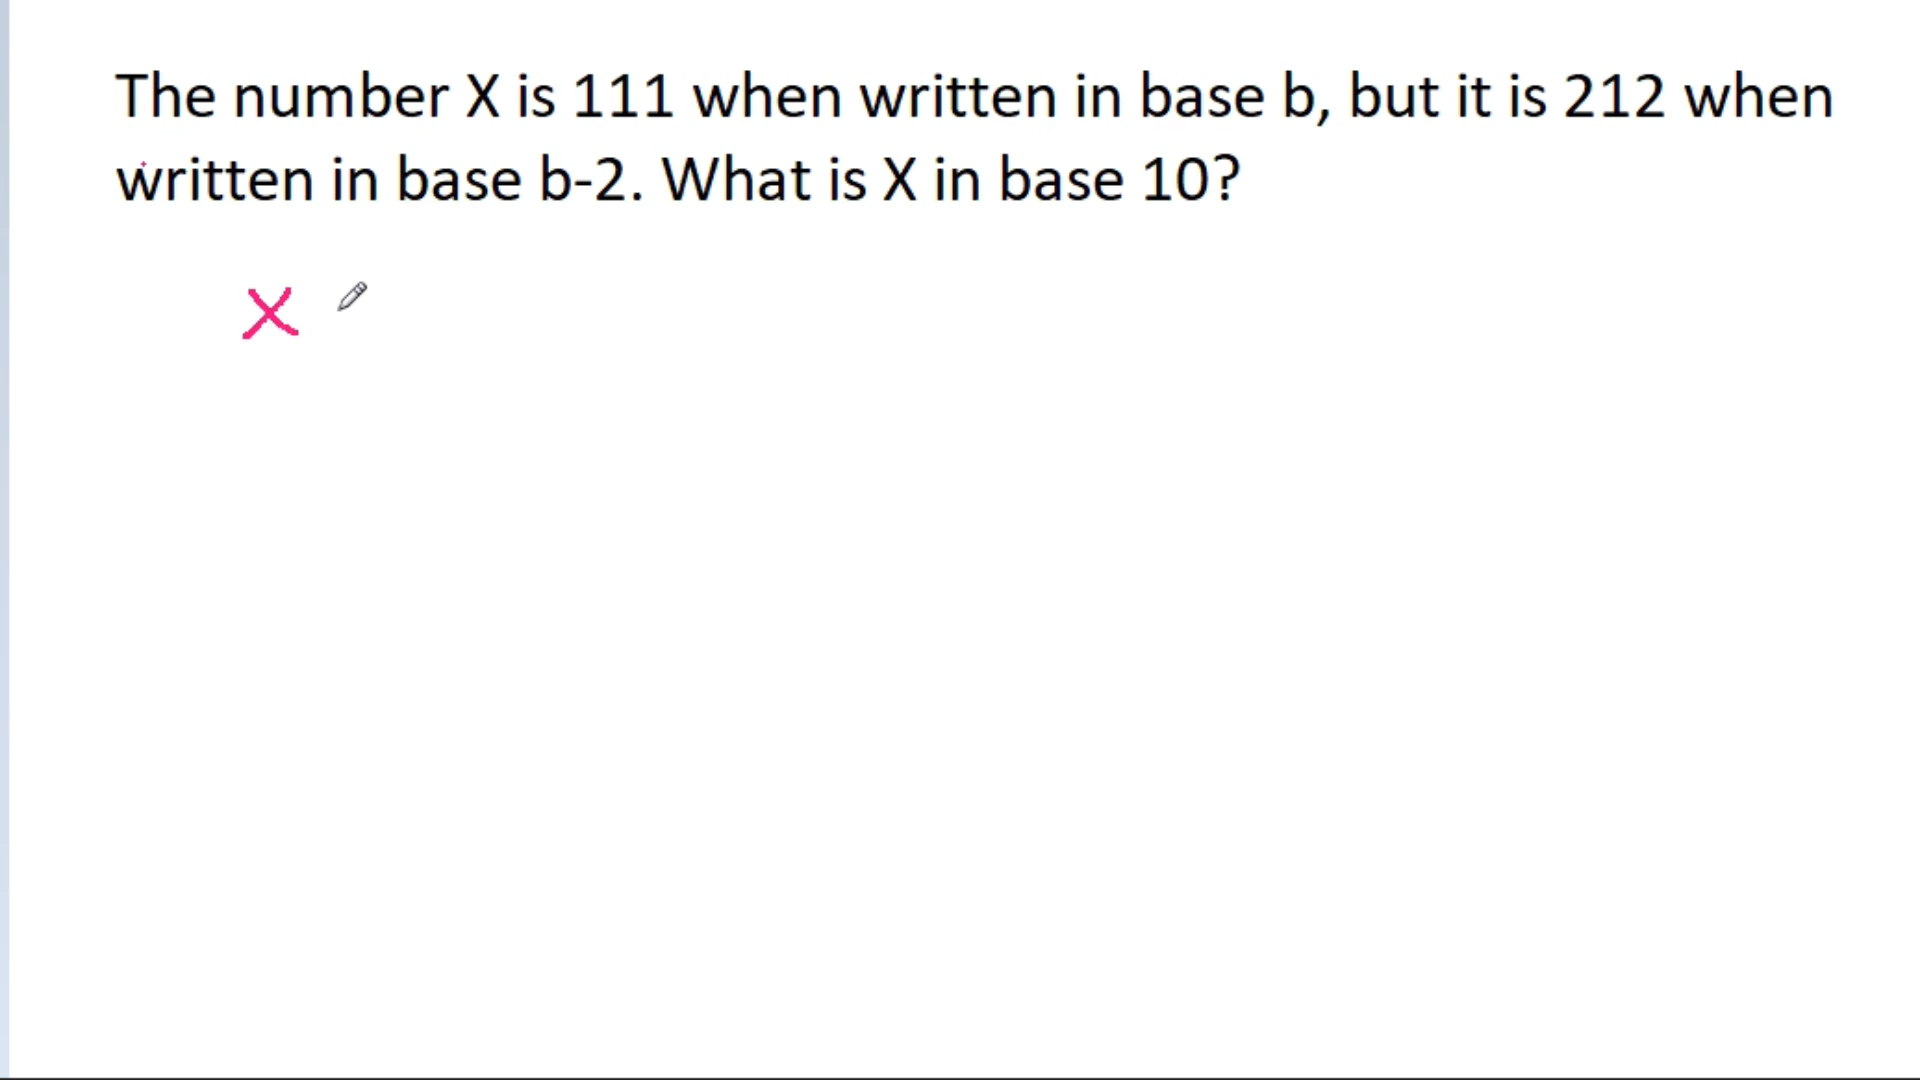 The number X is 111 when written in base b, but it is 212 when
written in base b-2. What is X in base 10?
X